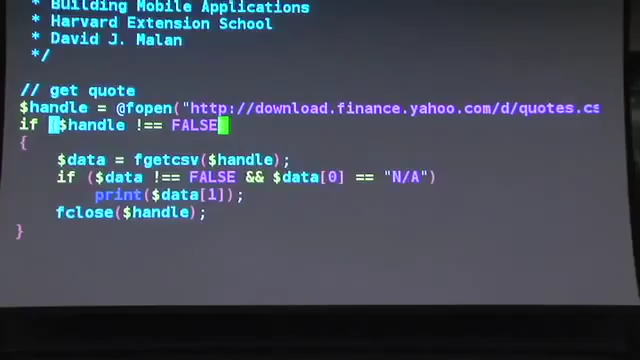 * Building Mobile Applications
* Harvard Extension School
* David J. Malan
*/
// get quote
$handle = @fopen("http://download.finance.yahoo.com/d/quotes.cs
if ($handle !== FALSE)
{
$data = fgetcsv($handle);
if ($data !== FALSE && $data[0] == "N/A")
print($data[1]);
fclose($handle);
}